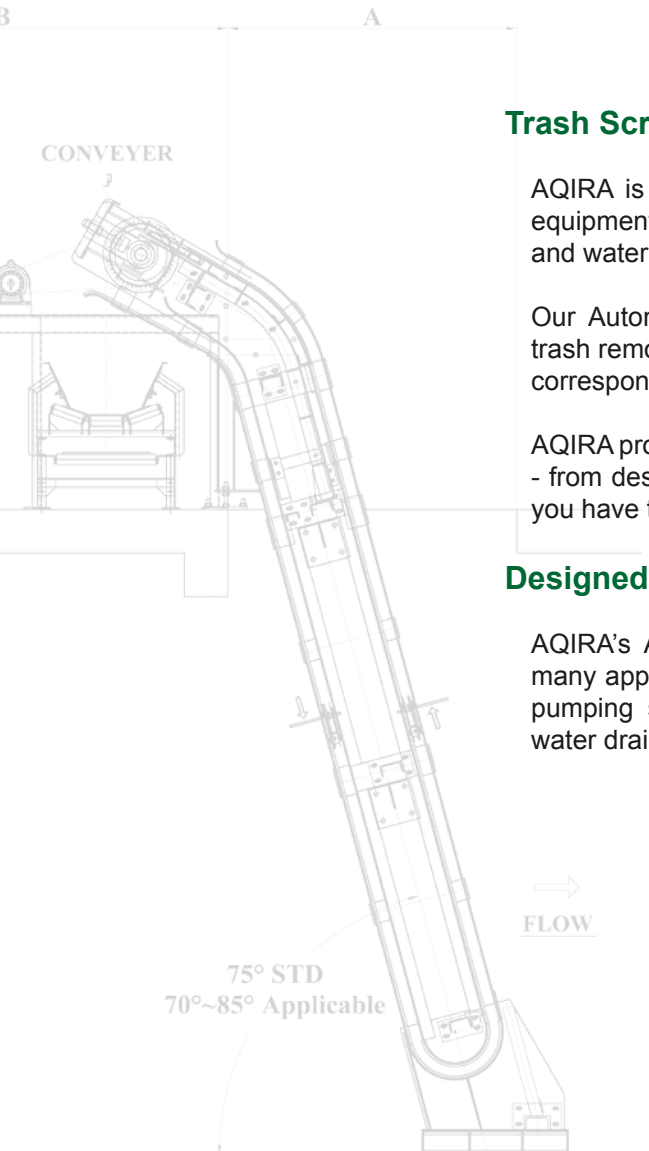 B
A
CONVEYER
Trash Scr
AQIRA is
equipment
and water
Our Autor
trash remo
correspon
AQIRA pro
- from des
you have t
Designed
AQIRA’s A
many app
pumping s
water drai
FLOW
75° STD
70°~85° Applicable